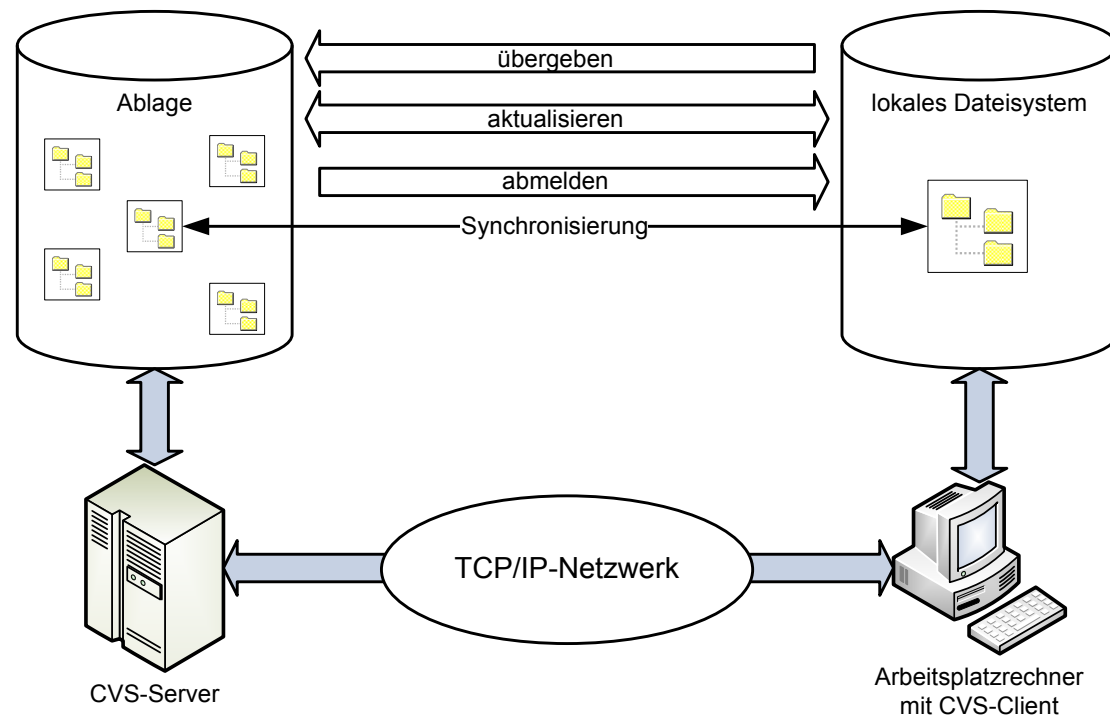 übergeben
Ablage
lokales Dateisystem
aktualisieren
abmelden
Synchronisierung
TCP/IP-Netzwerk
CVS-Server
Arbeitsplatzrechner
mit CVS-Client